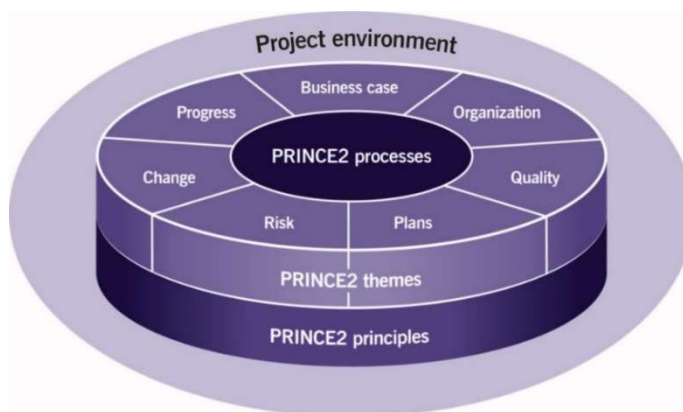 Project environment
Business case
Progress
Organization
PRINCE2 processes
Change
Quality
Risk
Plans
PRINCE2 themes
PRINCE2 principles